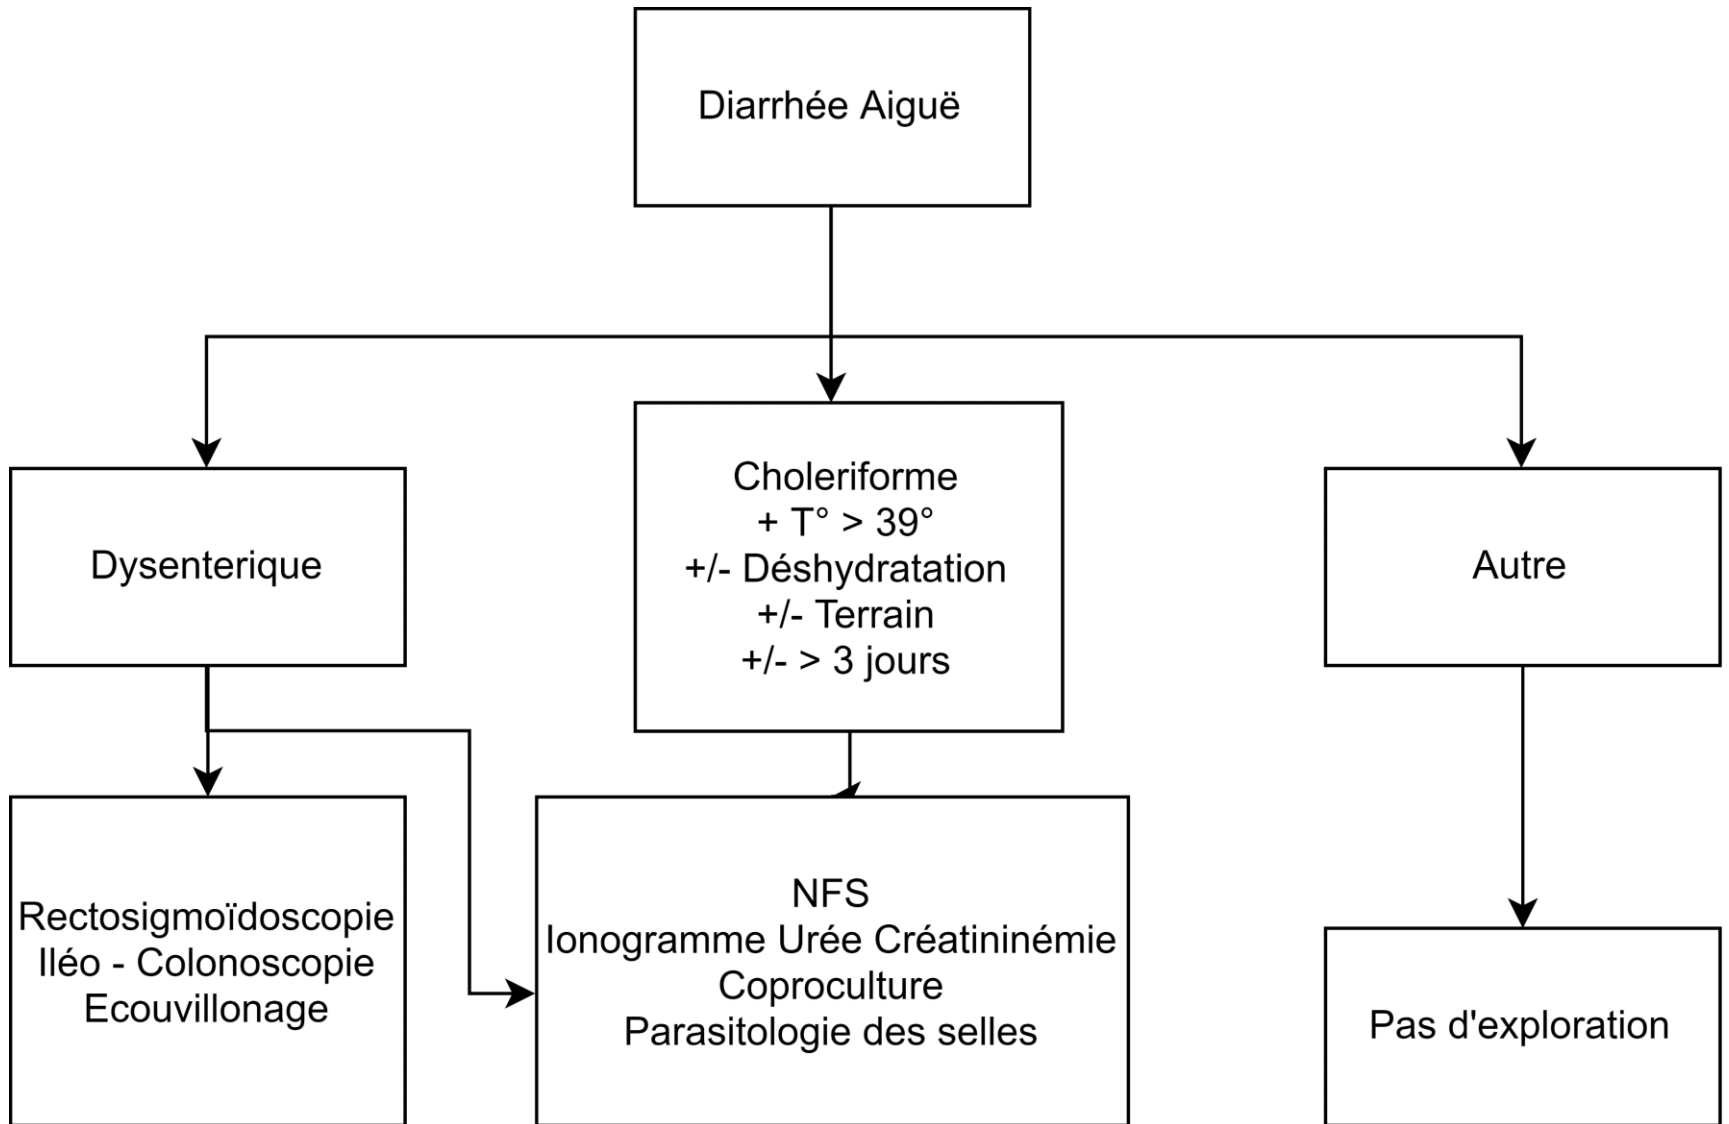 Diarrhée Aiguë
Dysenterique
Choleriforme
+ T° > 39°
+/- Déshydratation
+/- Terrain
+/- > 3 jours
Autre
Rectosigmoïdoscopie
Iléo - Colonoscopie
Ecouvillonage
NFS
Ionogramme Urée Créatininémie
Coproculture
Parasitologie des selles
Pas d'exploration